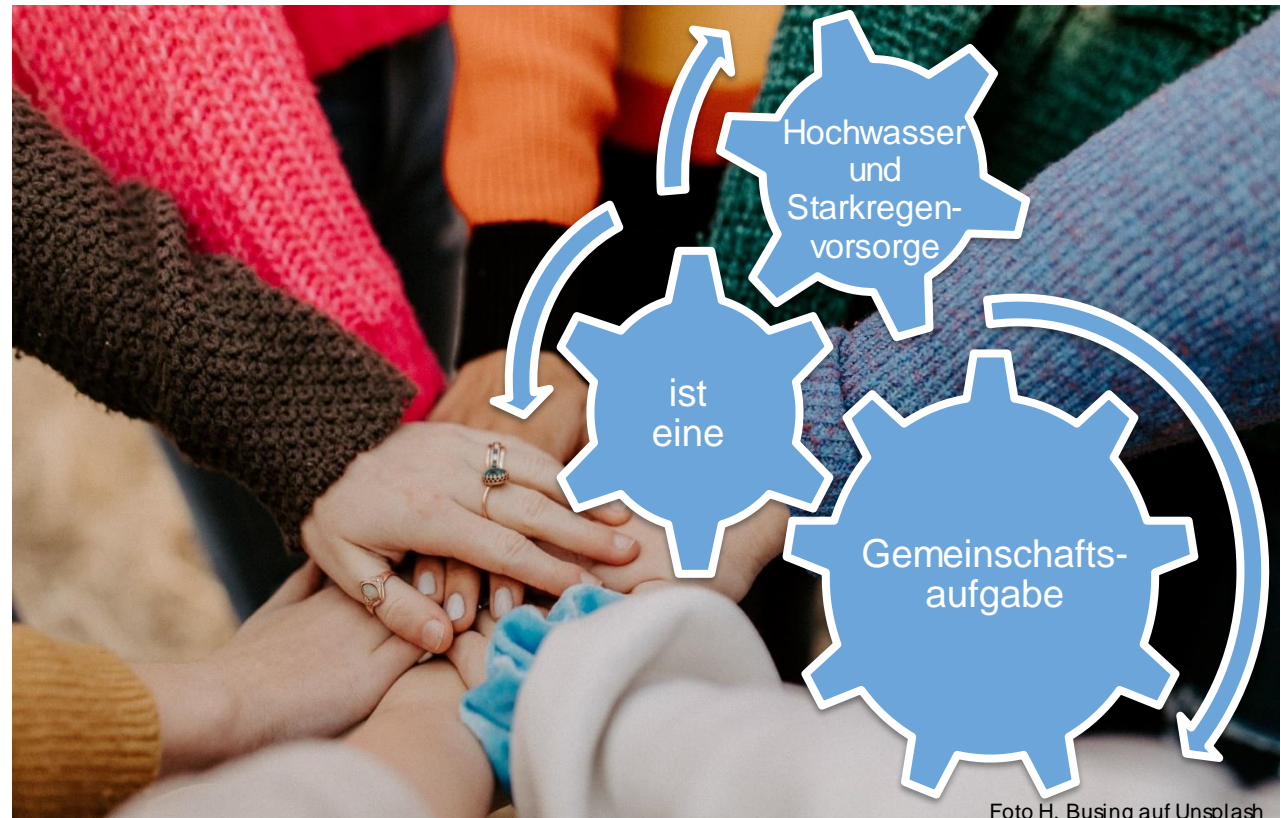 Hochwasser
und
Starkregen-
vorsorge
ist
eine
Gemeinschafts-
aufgabe
Foto H. Busing auf Unsplash